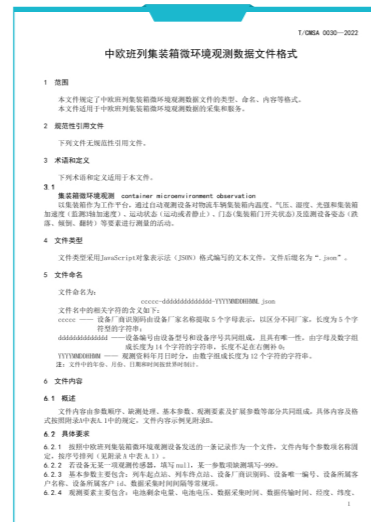 T/CMSA 0030—2022
中欧班列集装箱微环境观测数据文件格式
1 范围
本文件规定了中欧班列集装箱微环境观测数据文件的类型、命名、内容等格式。
本文件适用于中欧班列集装箱微环境观测数据的采集和服务。
2 规范性引用文件
下列文件无规范性引用文件。
3 术语和定义
下列术语和定义适用于本文件。
3.1
集装箱微环境观测 container microenvironment observation
以集装箱作为工作平台，通过自动观测设备对物流车辆集装箱内温度、气压、湿度、光强和集装箱
加速度（监测3轴加速度）、运动状态（运动或者静止）、门态(集装箱门开关状态)及监测设备姿态（跌
落、倾倒、翻转）等要素进行测量的活动。
4 文件类型
文件类型采用JavaScript对象表示法（JSON）格式编写的文本文件，文件后缀名为“.json”。
5 文件命名
文件命名为：
ccccc-dddddddddddddd-YYYYMMDDHHMM.json
文件名中的相关字符的含义如下：
ccccc —— 设备厂商识别码由设备厂家名称提取 5 个字母表示，以区分不同厂家，长度为 5 个字
符型的字符串；
dddddddddddddd ——设备编号由设备型号和设备序号共同组成，且具有唯一性，由字母及数字组
成长度为 14 个字符的字符串，长度不足在右侧补 0；
YYYYMMDDHHMM —— 观测资料年月日时分，由数字组成长度为 12 个字符的字符串。
注：文件中的年份、月份、日期和时间按世界时制计。
6 文件内容
6.1 概述
文件内容由参数顺序、缺测处理、基本参数、观测要素及扩展参数等部分共同组成，具体内容及格
式按照附录A中表A.1中的规定，文件内容示例见附录B。
6.2 具体要求
6.2.1 按照中欧班列集装箱微环境观测设备发送的一条记录作为一个文件，文件内每个参数项名称固
定，按序号排列（见附录 A 中表 A.1）。
6.2.2 若设备无某一项观测传感器，填写 null，某一参数项缺测填写-999。
6.2.3 基本参数主要包含：列车起点站、列车终点站、设备厂商识别码、设备唯一编号、设备所属客
户名称、设备所属客户 id、数据采集时间间隔等常规项。
6.2.4 观测要素主要包含：电池剩余电量、电池电压、数据采集时间、数据传输时间、经度、纬度、
1